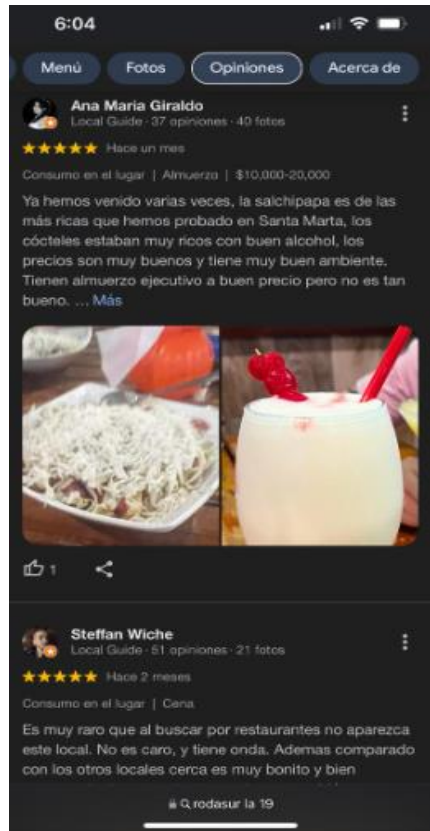 6:04
Menú Fotos Opiniones Acerca de
Ana Maria Giraldo
Local Guide · 37 opiniones · 40 fotos
Hace un mes
Consumo en el lugar | Almuerzo | $10,000-20,000
Ya hemos venido varias veces, la salchipapa es de las
más ricas que hemos probado en Santa Marta, los
cócteles estaban muy ricos con buen alcohol, los
precios son muy buenos y tiene muy buen ambiente.
Tienen almuerzo ejecutivo a buen precio pero no es tan
bueno. ... Más
1
Steffan Wiche
Local Guide · 51 opiniones · 21 fotos
Hace 2 meses
Consumo en el lugar | Cena
Es muy raro que al buscar por restaurantes no aparezca
este local. No es caro, y tiene onda. Ademas comparado
con los otros locales cerca es muy bonito y bien
rodasur la 19